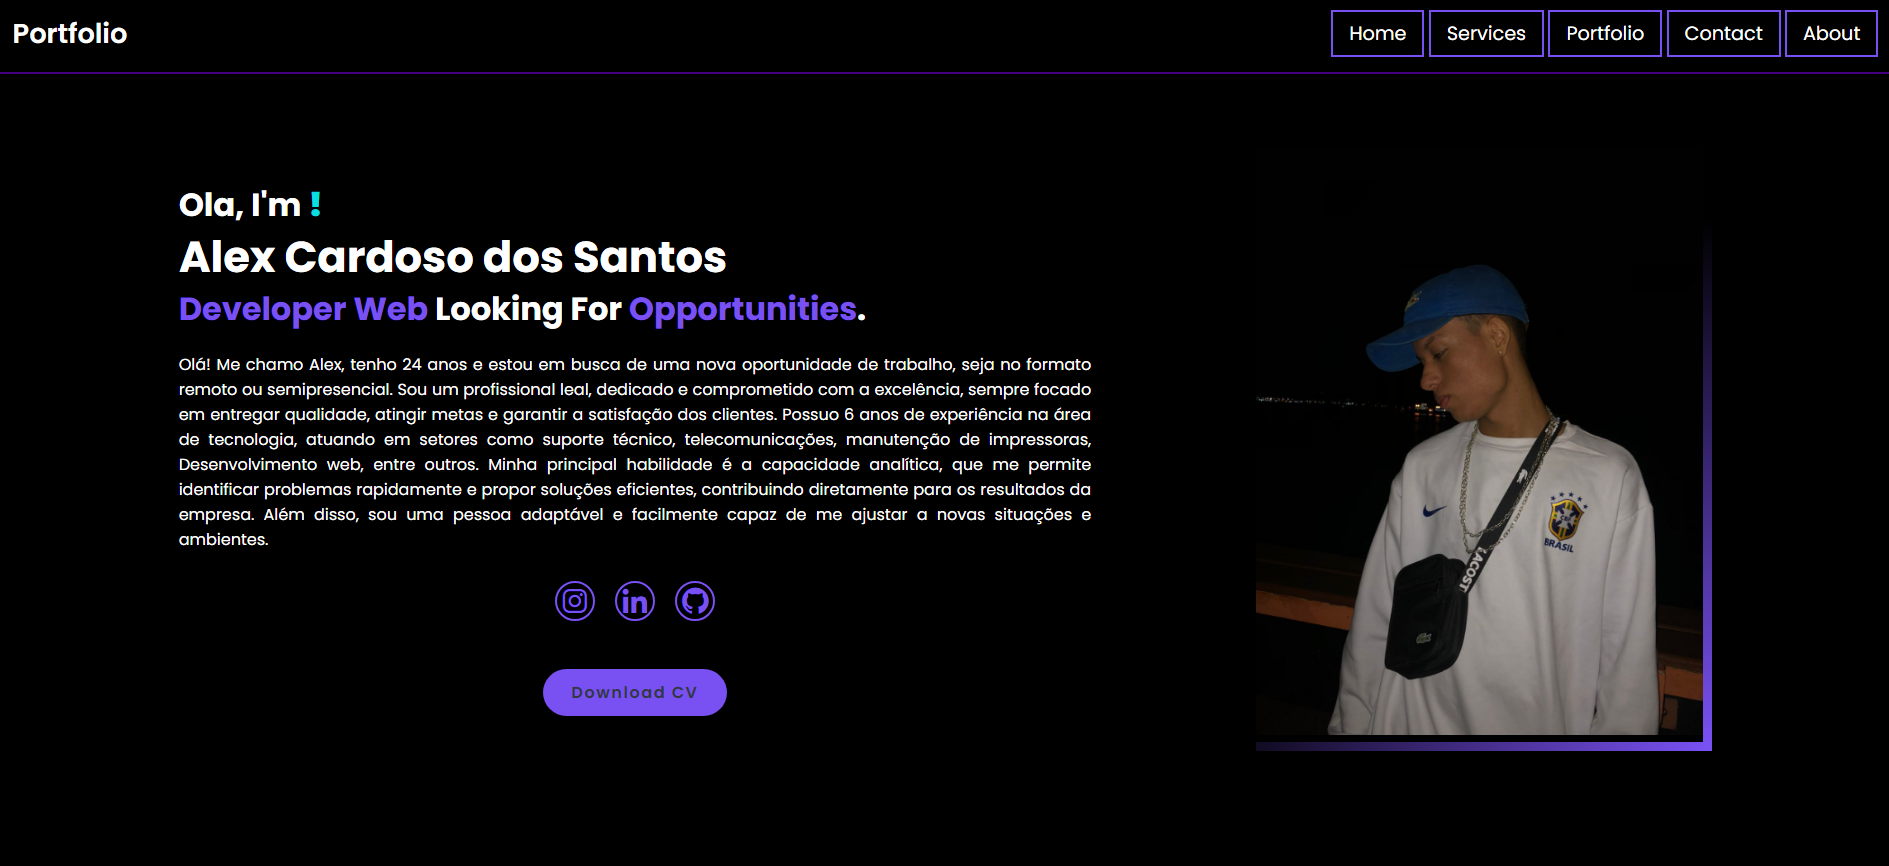 Portfolio
Home Services Portfolio Contact About
Ola, I'm !
Alex Cardoso dos Santos
Developer Web Looking For Opportunities.
Olá! Me chamo Alex, tenho 24 anos e estou em busca de uma nova oportunidade de trabalho, seja no formato
remoto ou semipresencial. Sou um profissional leal, dedicado e comprometido com a excelência, sempre focado
em entregar qualidade, atingir metas e garantir a satisfação dos clientes. Possuo 6 anos de experiência na área
de tecnologia, atuando em setores como suporte técnico, telecomunicações, manutenção de impressoras,
Desenvolvimento web, entre outros. Minha principal habilidade é a capacidade analítica, que me permite
identificar problemas rapidamente e propor soluções eficientes, contribuindo diretamente para os resultados da
empresa. Além disso, sou uma pessoa adaptável e facilmente capaz de me ajustar a novas situações e
ambientes.
in
Download CV
BRASIL
LACOST